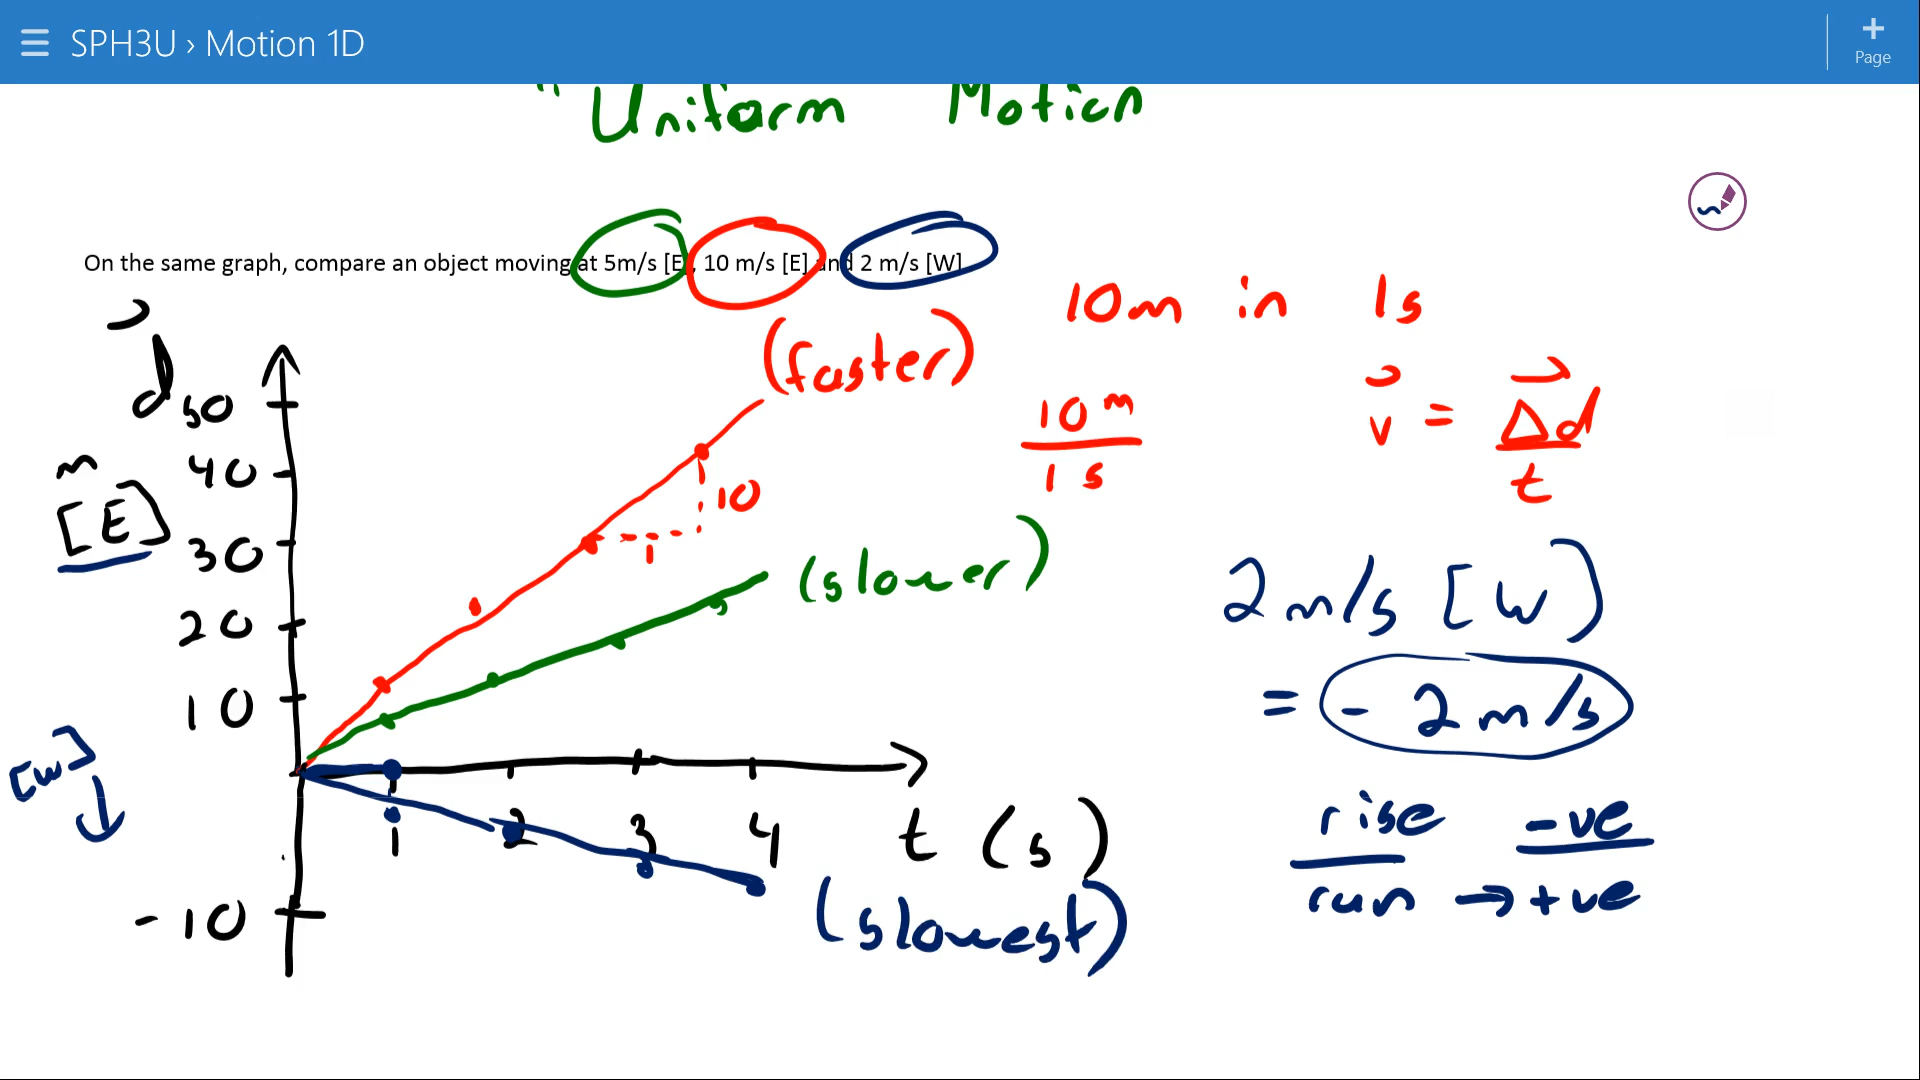 SPH3U › Motion 1D
Page
" Uniform Motion
On the same graph, compare an object moving at 5m/s [E], 10 m/s [E] and 2 m/s [W]
d
m
[E]
[W]
50
40
30
20
10
-10
1 2 3 4
t (s)
(faster)
10
1
(slower)
(slowest)
10m in 1s
10 m
1 s
v = Δd
t
2 m/s [W]
= - 2 m/s
rise -ve
run → +ve